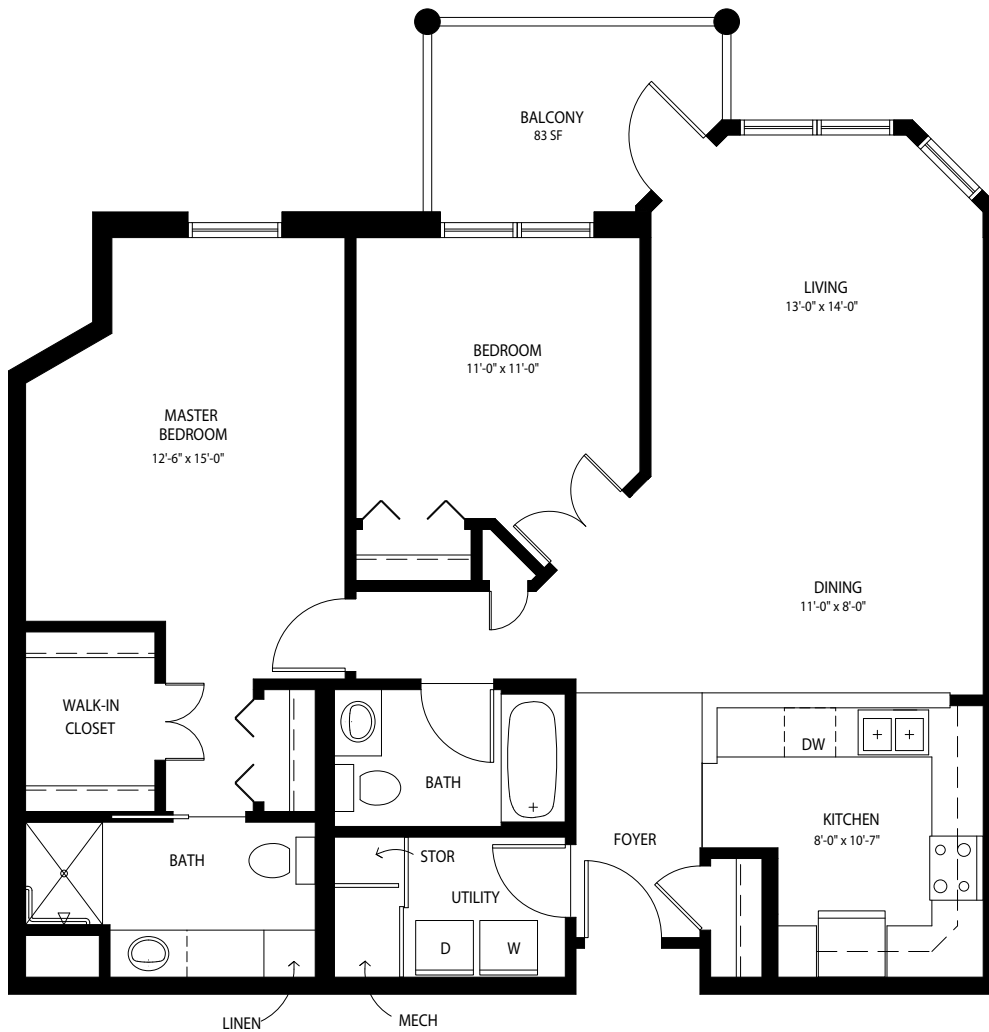 BALCONY
83 SF
LIVING
13'-0" x 14'-0"
BEDROOM
11'-0" x 11'-0"
MASTER
BEDROOM
12'-6" x 15'-0"
DINING
11'-0" x 8'-0"
WALK-IN
CLOSET
DW
BATH
KITCHEN
8'-0" x 10'-7"
FOYER
STOR
BATH
UTILITY
D
W
LINEN
MECH